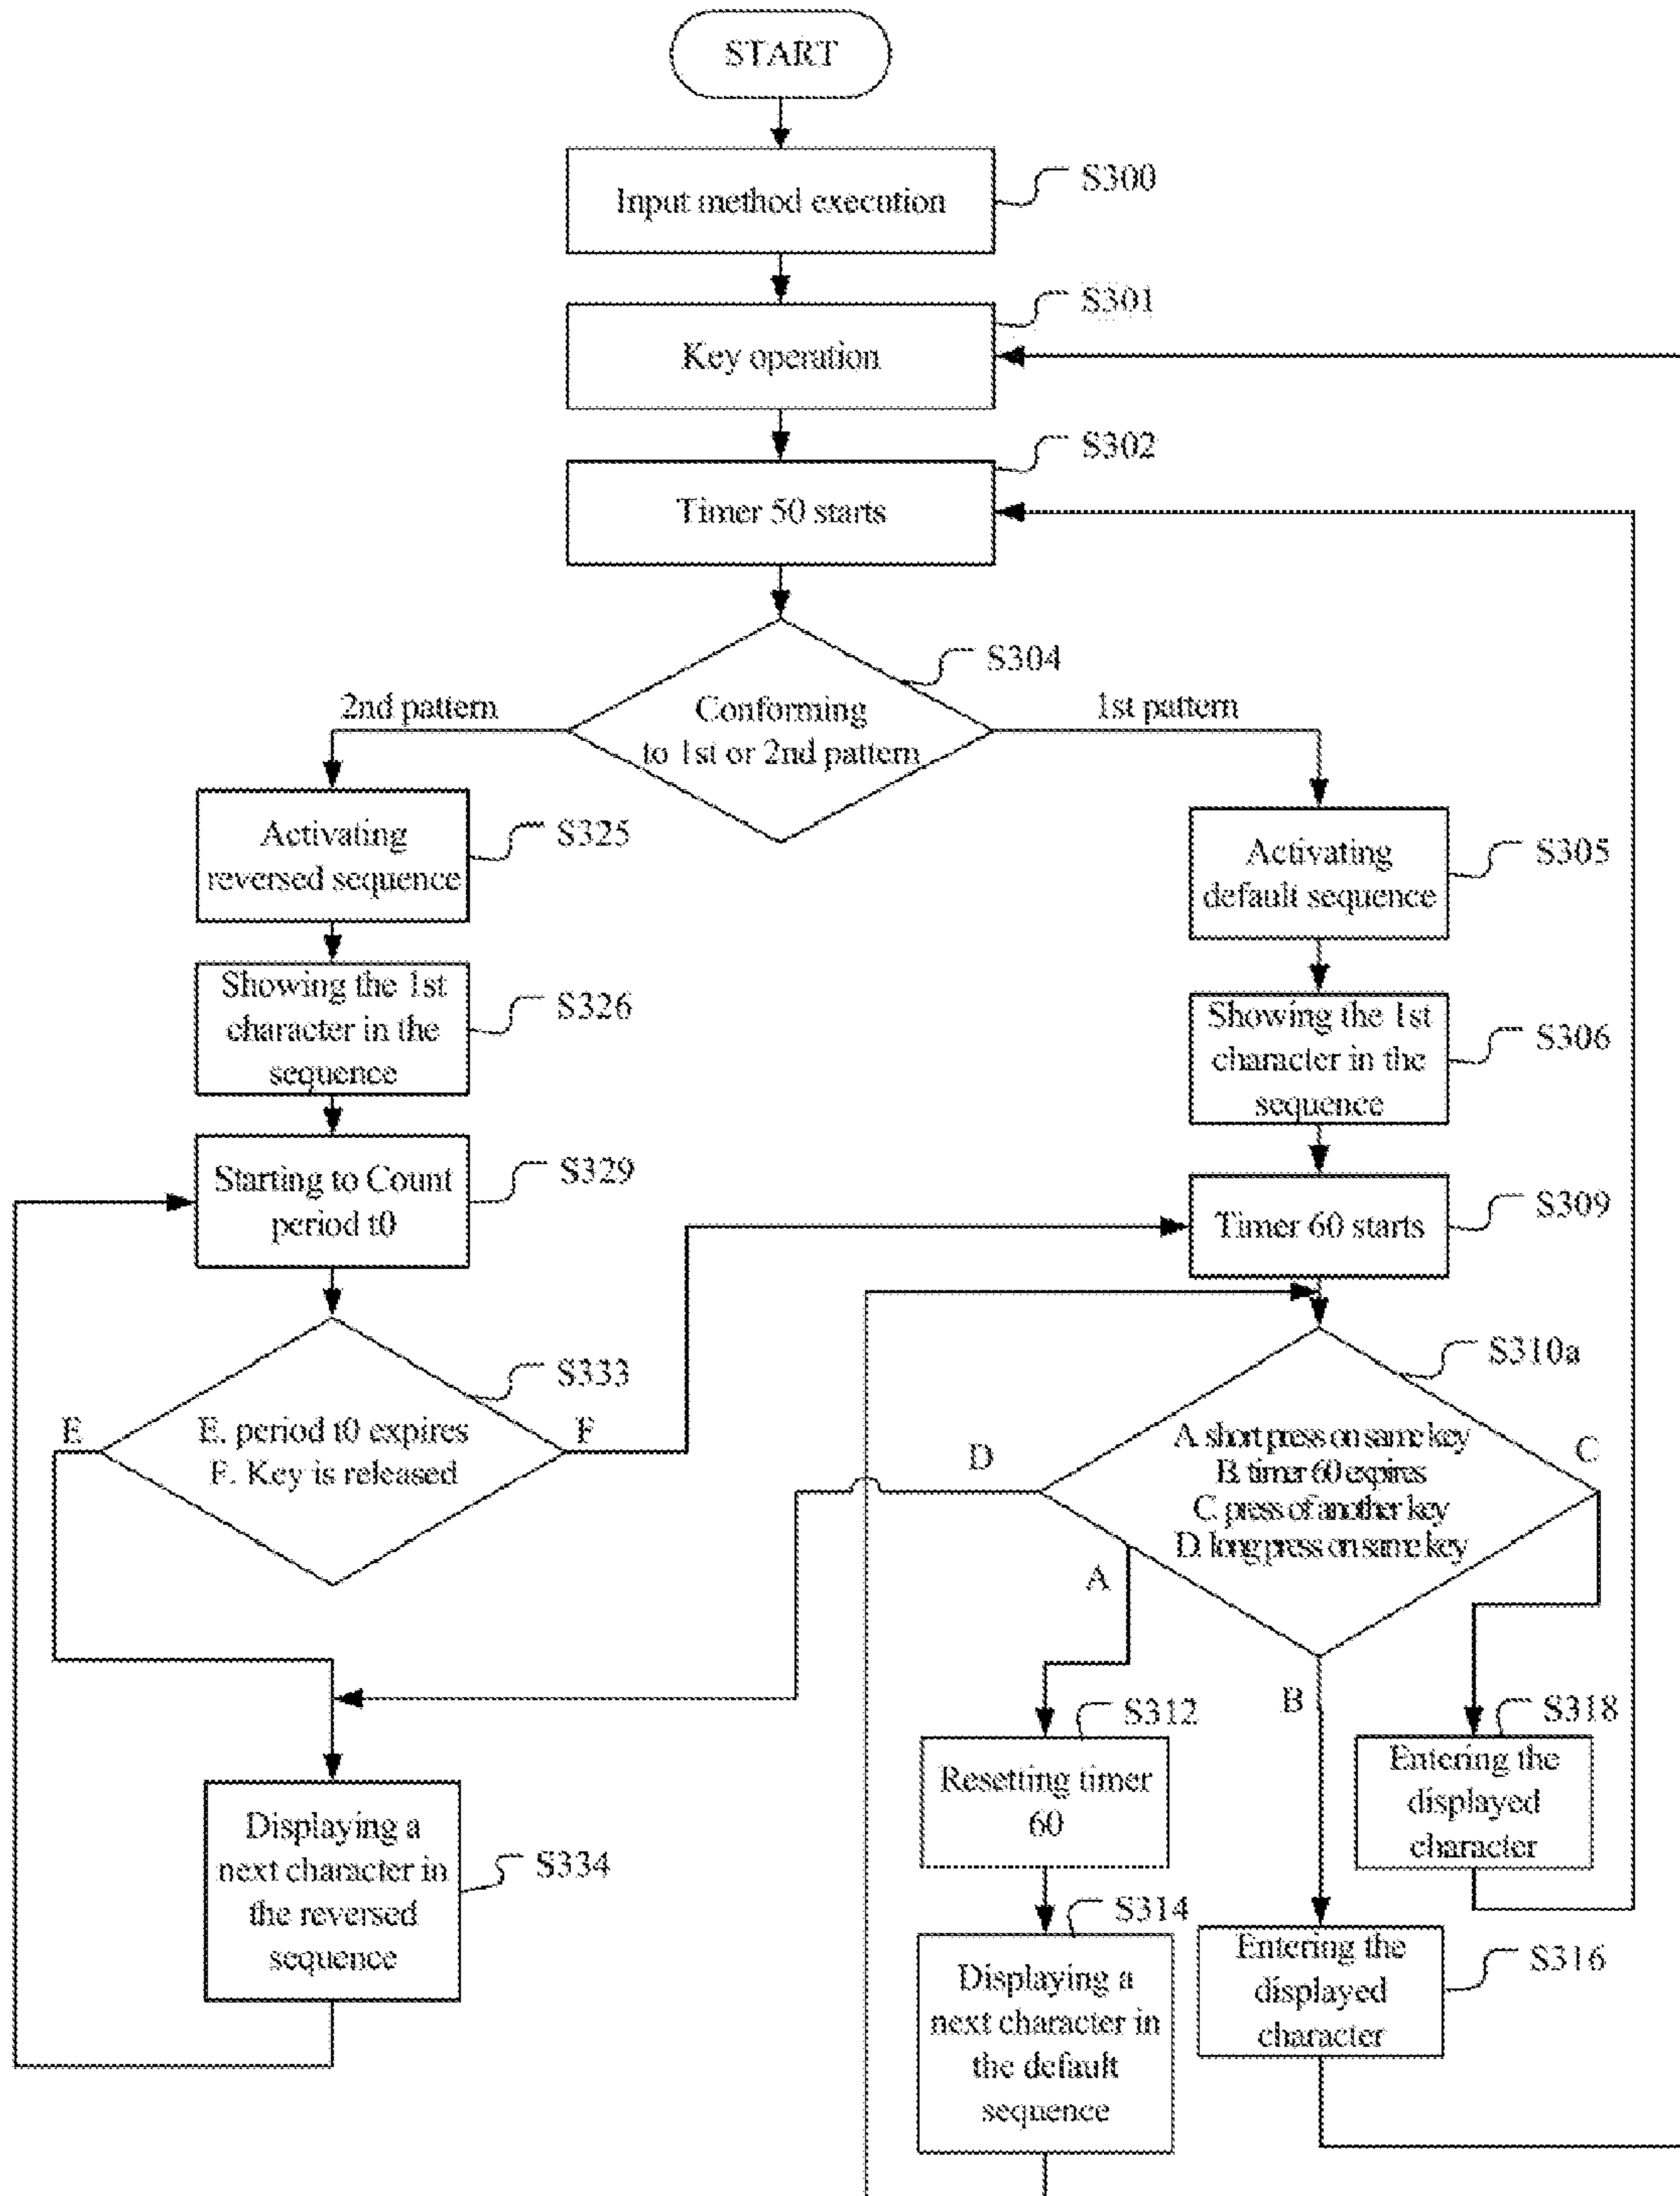 START
Input method execution
S300
Key operation
S301
Timer 50 starts
S302
Conforming
to 1st or 2nd pattern
S304
2nd pattern
1st pattern
Activating
reversed sequence
S325
Activating
default sequence
S305
Showing the 1st
character in the
sequence
S326
Showing the 1st
character in the
sequence
S306
Starting to Count
period t0
S329
Timer 60 starts
S309
E. period t0 expires
F. Key is released
S333
E
F
A. short press on same key
B. timer 60 expires
C. press of another key
D. long press on same key
S310a
D
C
A
B
Resetting timer
60
S312
Entering the
displayed
character
S318
Displaying a
next character in
the reversed
sequence
S334
Displaying a
next character in
the default
sequence
S314
Entering the
displayed
character
S316